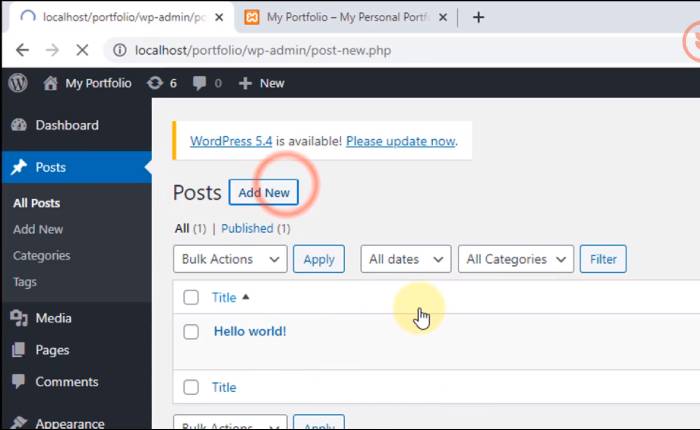 localhost/portfolio/wp-admin/po
My Portfolio – My Personal Portf
localhost/portfolio/wp-admin/post-new.php
My Portfolio 6 0 New
Dashboard
WordPress 5.4 is available! Please update now.
Posts
Posts Add New
All Posts
All (1) | Published (1)
Add New
Categories
Bulk Actions Apply All dates All Categories Filter
Tags
Title
Media
Hello world!
Pages
Comments
Title
Appearance
Bulk Actions Apply